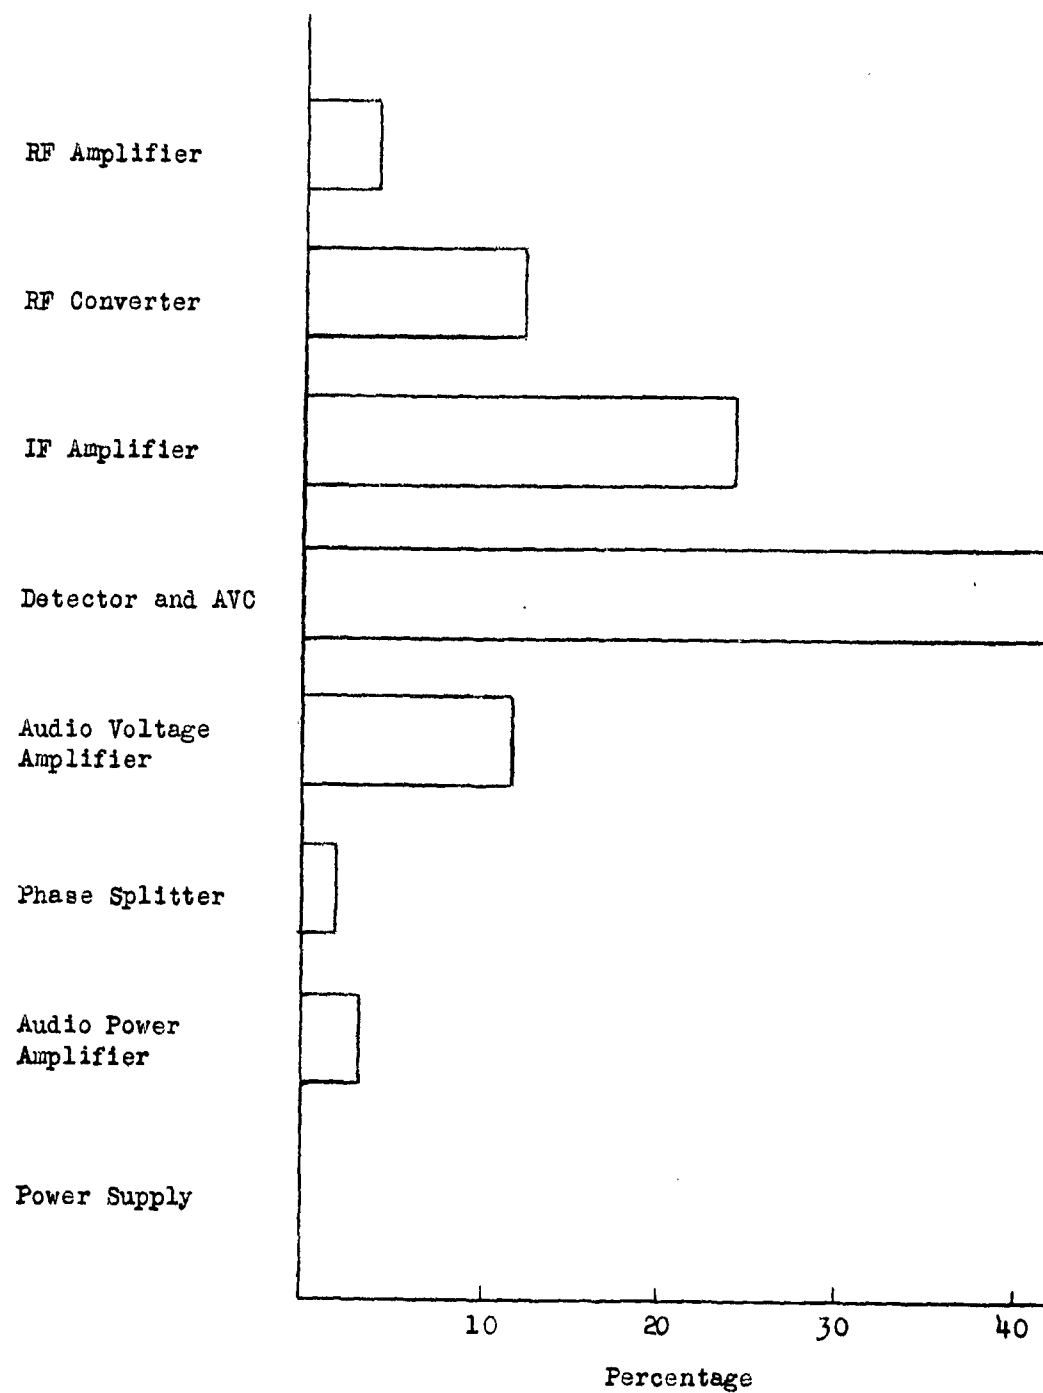 RF Amplifier
RF Converter
IF Amplifier
Detector and AVC
Audio Voltage
Amplifier
Phase Splitter
Audio Power
Amplifier
Power Supply
10 20 30 40
Percentage